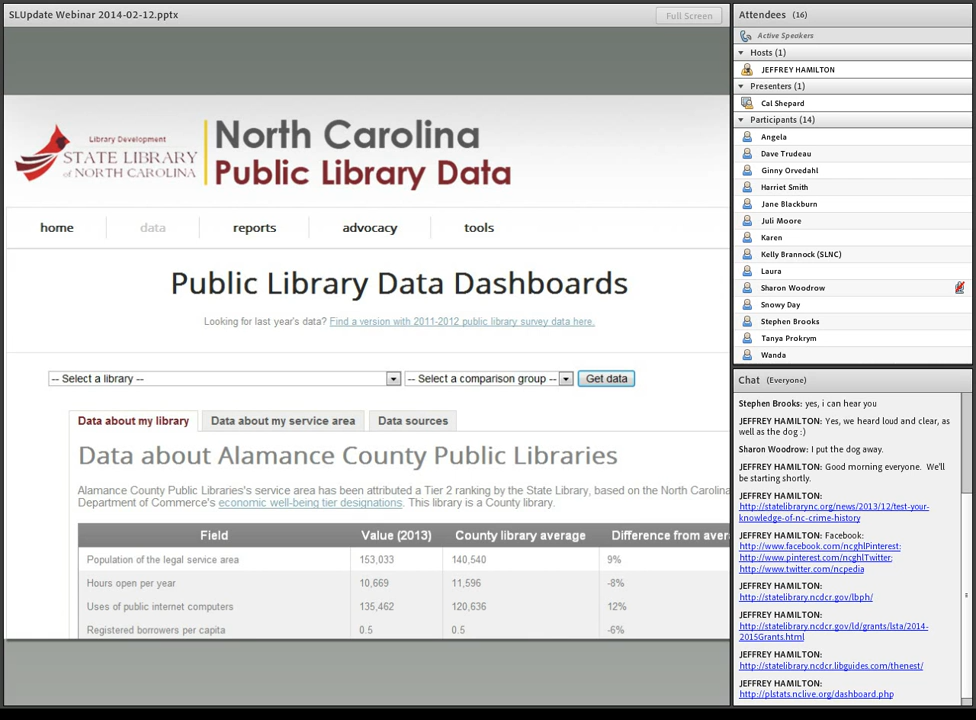 SLUpdate Webinar 2014-02-12.pptx
Full Screen
Library Development
STATE LIBRARY
of NORTH CAROLINA
North Carolina
Public Library Data
home data reports advocacy tools
Public Library Data Dashboards
Looking for last year's data? Find a version with 2011-2012 public library survey data here.
-- Select a library -- -- Select a comparison group -- Get data
Data about my library Data about my service area Data sources
Data about Alamance County Public Libraries
Alamance County Public Libraries's service area has been attributed a Tier 2 ranking by the State Library, based on the North Carolina
Department of Commerce's economic well-being tier designations. This library is a County library.
Field Value (2013) County library average Difference from aver
Population of the legal service area 153,033 140,540 9%
Hours open per year 10,669 11,596 -8%
Uses of public internet computers 135,462 120,636 12%
Registered borrowers per capita 0.5 0.5 -6%
Attendees (16)
Active Speakers
Hosts (1)
JEFFREY HAMILTON
Presenters (1)
Cal Shepard
Participants (14)
Angela
Dave Trudeau
Ginny Orvedahl
Harriet Smith
Jane Blackburn
Juli Moore
Karen
Kelly Brannock (SLNC)
Laura
Sharon Woodrow
Snowy Day
Stephen Brooks
Tanya Prokrym
Wanda
Chat (Everyone)
Stephen Brooks: yes, i can hear you
JEFFREY HAMILTON: Yes, we heard loud and clear, as
well as the dog :)
Sharon Woodrow: I put the dog away.
JEFFREY HAMILTON: Good morning everyone. We'll
be starting shortly.
JEFFREY HAMILTON:
http://statelibrarync.org/news/2013/12/test-your-
knowledge-of-nc-crime-history
JEFFREY HAMILTON: Facebook:
http://www.facebook.com/ncghlPinterest:
http://www.pinterest.com/ncghlTwitter:
http://www.twitter.com/ncpedia
JEFFREY HAMILTON:
http://statelibrary.ncdcr.gov/lbph/
JEFFREY HAMILTON:
http://statelibrary.ncdcr.gov/ld/grants/lsta/2014-
2015Grants.html
JEFFREY HAMILTON:
http://statelibrary.ncdcr.libguides.com/thenest/
JEFFREY HAMILTON:
http://plstats.nclive.org/dashboard.php